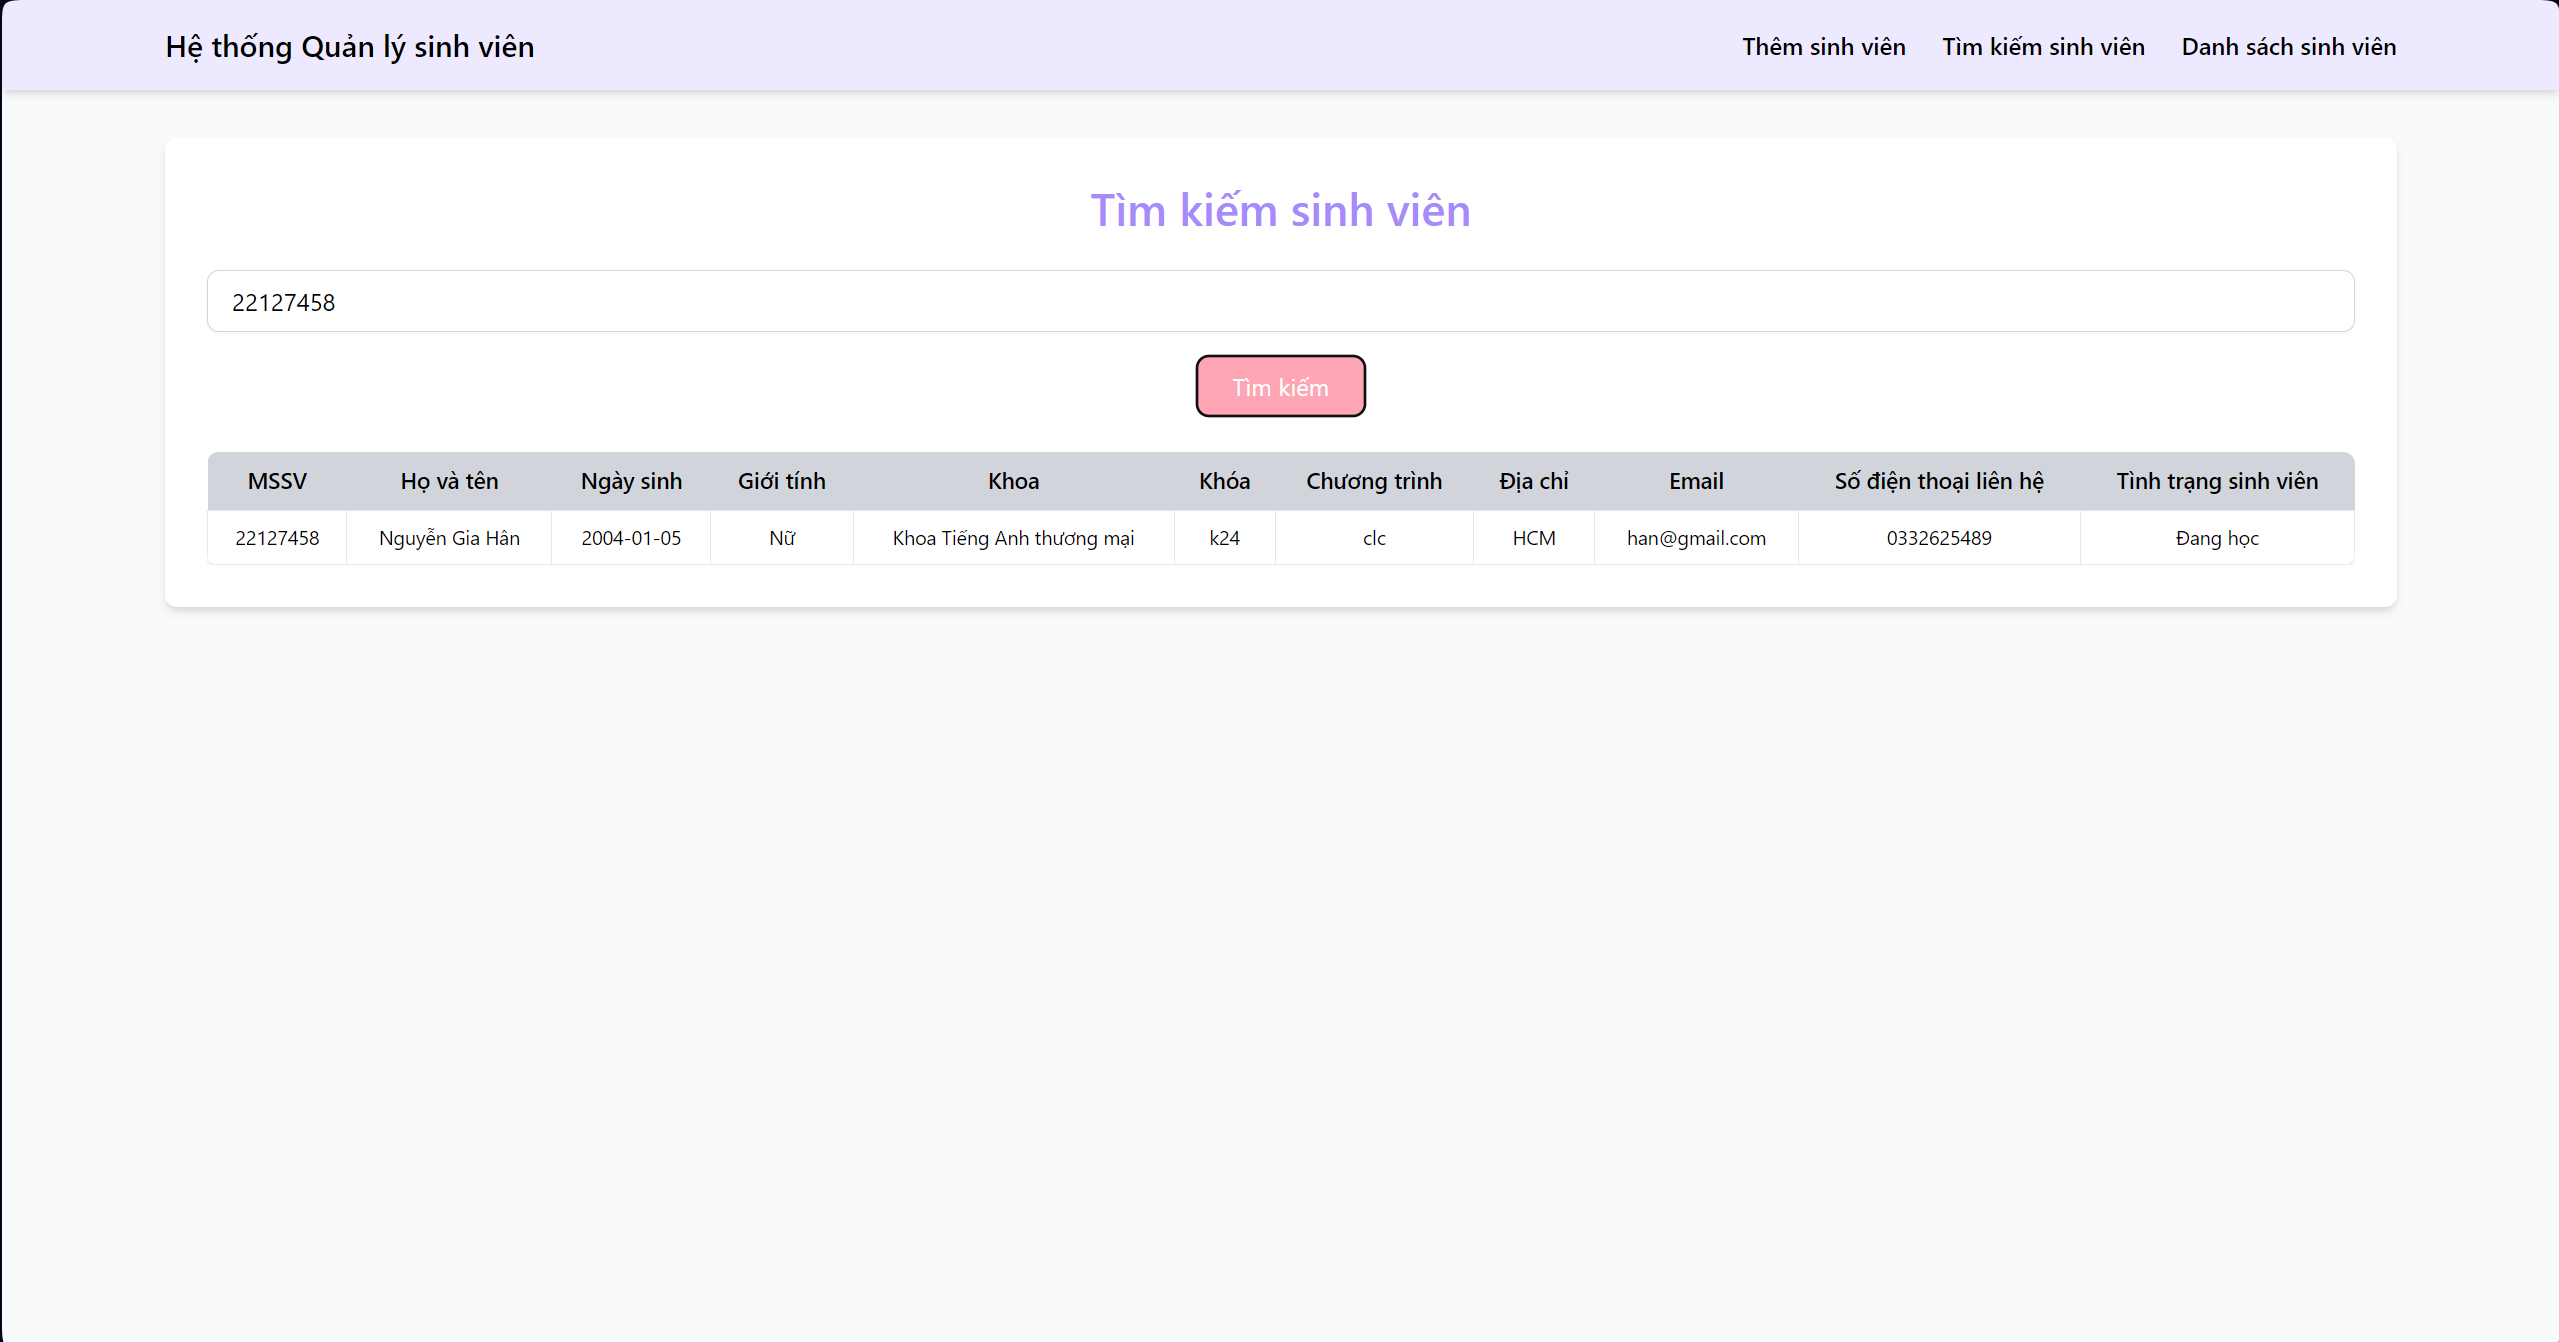 Hệ thống Quản lý sinh viên
Thêm sinh viên Tìm kiếm sinh viên Danh sách sinh viên
Tìm kiếm sinh viên
22127458
Tìm kiếm
MSSV Họ và tên Ngày sinh Giới tính Khoa Khóa Chương trình Địa chỉ Email Số điện thoại liên hệ Tình trạng sinh viên
22127458 Nguyễn Gia Hân 2004-01-05 Nữ Khoa Tiếng Anh thương mại k24 clc HCM han@gmail.com 0332625489 Đang học